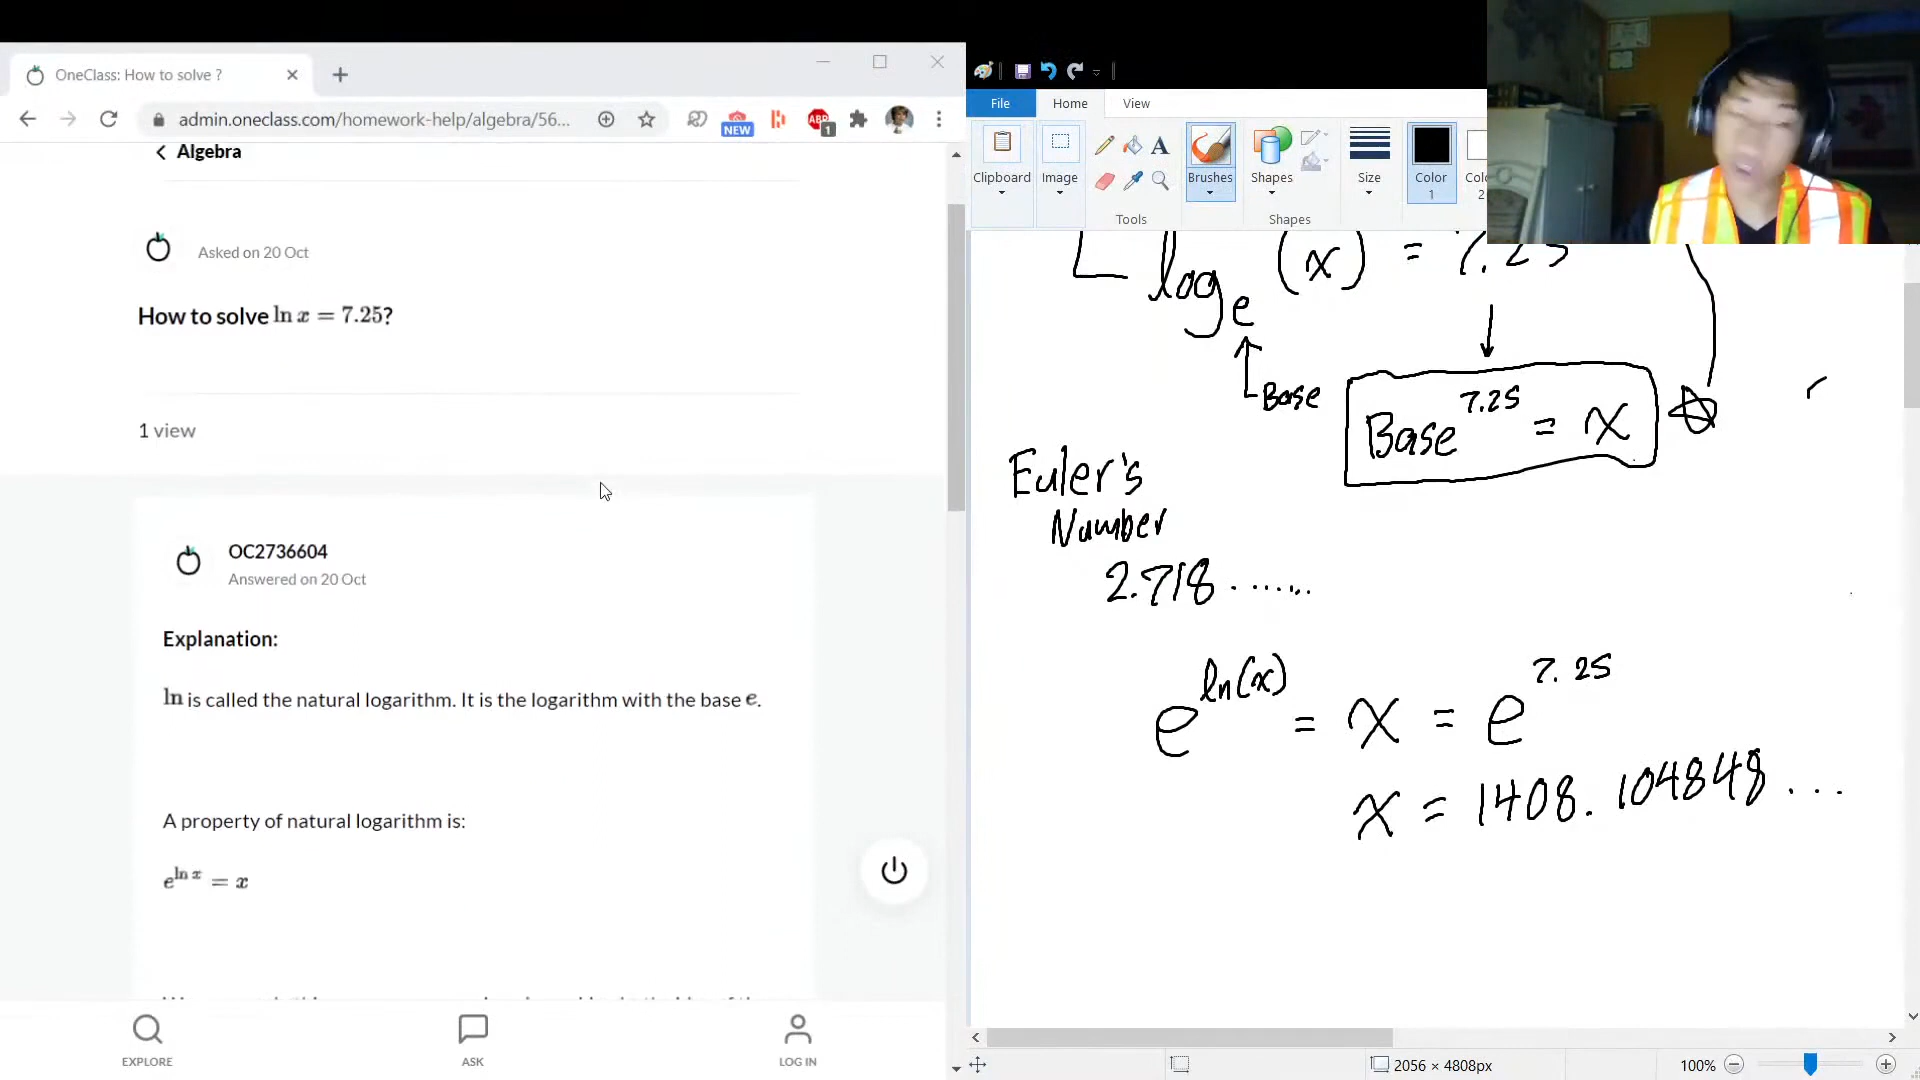 OneClass: How to solve ?
admin.oneclass.com/homework-help/algebra/56...
NEW
ABP
1
Algebra
Asked on 20 Oct
How to solve ln x = 7.25?
1 view
OC2736604
Answered on 20 Oct
Explanation:
ln is called the natural logarithm. It is the logarithm with the base e.
A property of natural logarithm is:
e^{ln x} = x
EXPLORE
ASK
LOG IN
File
Home
View
Clipboard
Image
Tools
Brushes
Shapes
Shapes
Size
Color
1
2
log_e (x) = 7.25
Base
Base^{7.25} = x
Euler's
Number
2.718 ......
e^{ln(x)} = x = e^{7.25}
x = 1408.104848...
2056 × 4808px
100%